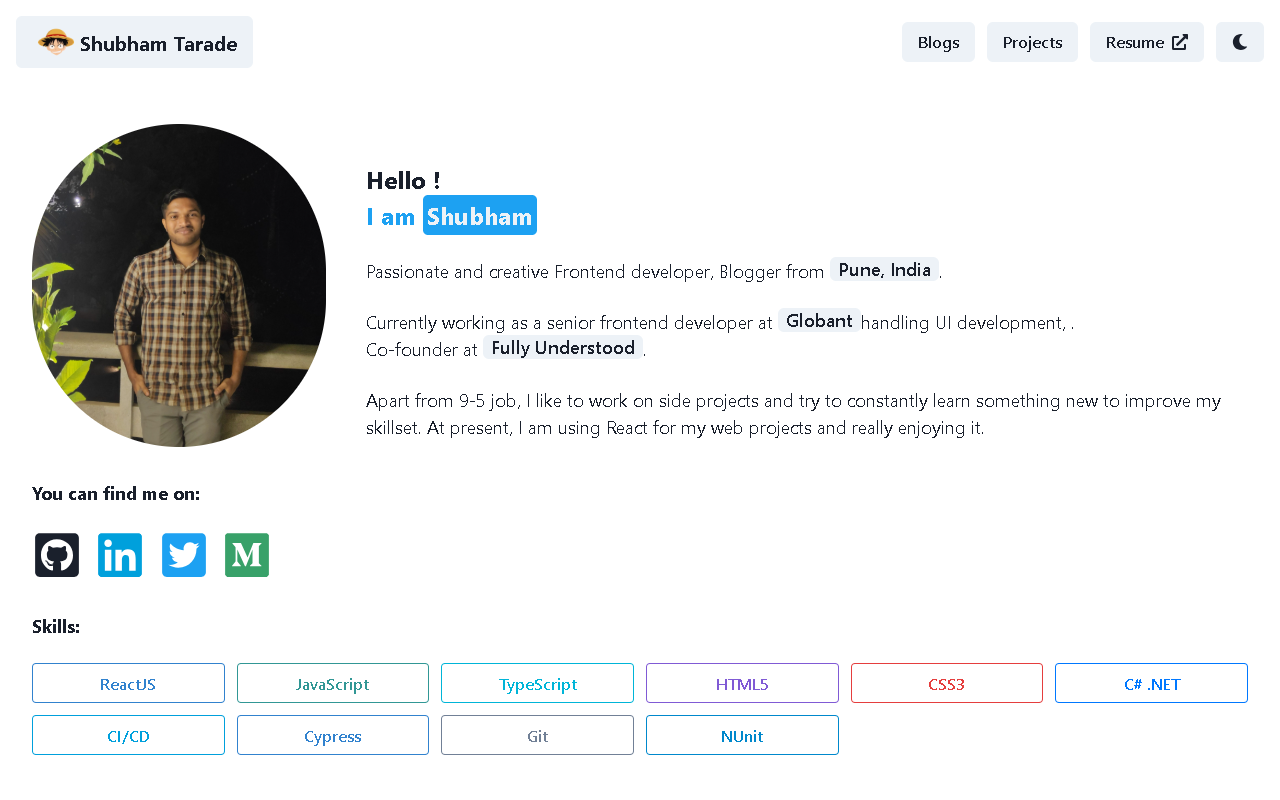 Shubham Tarade
Blogs
Projects
Resume
Hello !
I am Shubham
Passionate and creative Frontend developer, Blogger from Pune, India.
Currently working as a senior frontend developer at Globant handling UI development, .
Co-founder at Fully Understood .
Apart from 9-5 job, I like to work on side projects and try to constantly learn something new to improve my
skillset. At present, I am using React for my web projects and really enjoying it.
You can find me on:
in
M
Skills:
ReactJS
JavaScript
TypeScript
HTML5
CSS3
C# .NET
CI/CD
Cypress
Git
NUnit